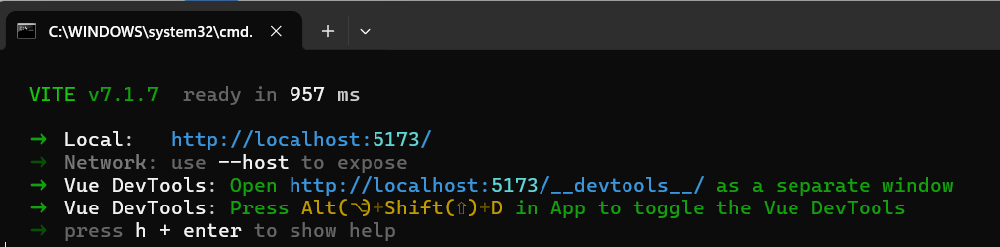 C:\WINDOWS\system32\cmd.
VITE v7.1.7 ready in 957 ms
➜ Local: http://localhost:5173/
➜ Network: use --host to expose
➜ Vue DevTools: Open http://localhost:5173/__devtools__/ as a separate window
➜ Vue DevTools: Press Alt(⌥)+Shift(⇧)+D in App to toggle the Vue DevTools
➜ press h + enter to show help